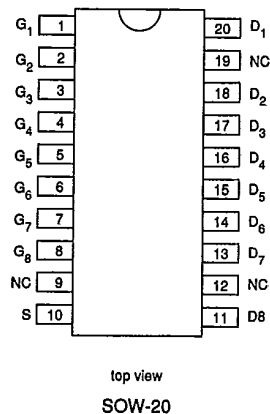 G1 1 20 D1
G2 2 19 NC
G3 3 18 D2
G4 4 17 D3
G5 5 16 D4
G6 6 15 D5
G7 7 14 D6
G8 8 13 D7
NC 9 12 NC
S 10 11 D8
top view
SOW-20